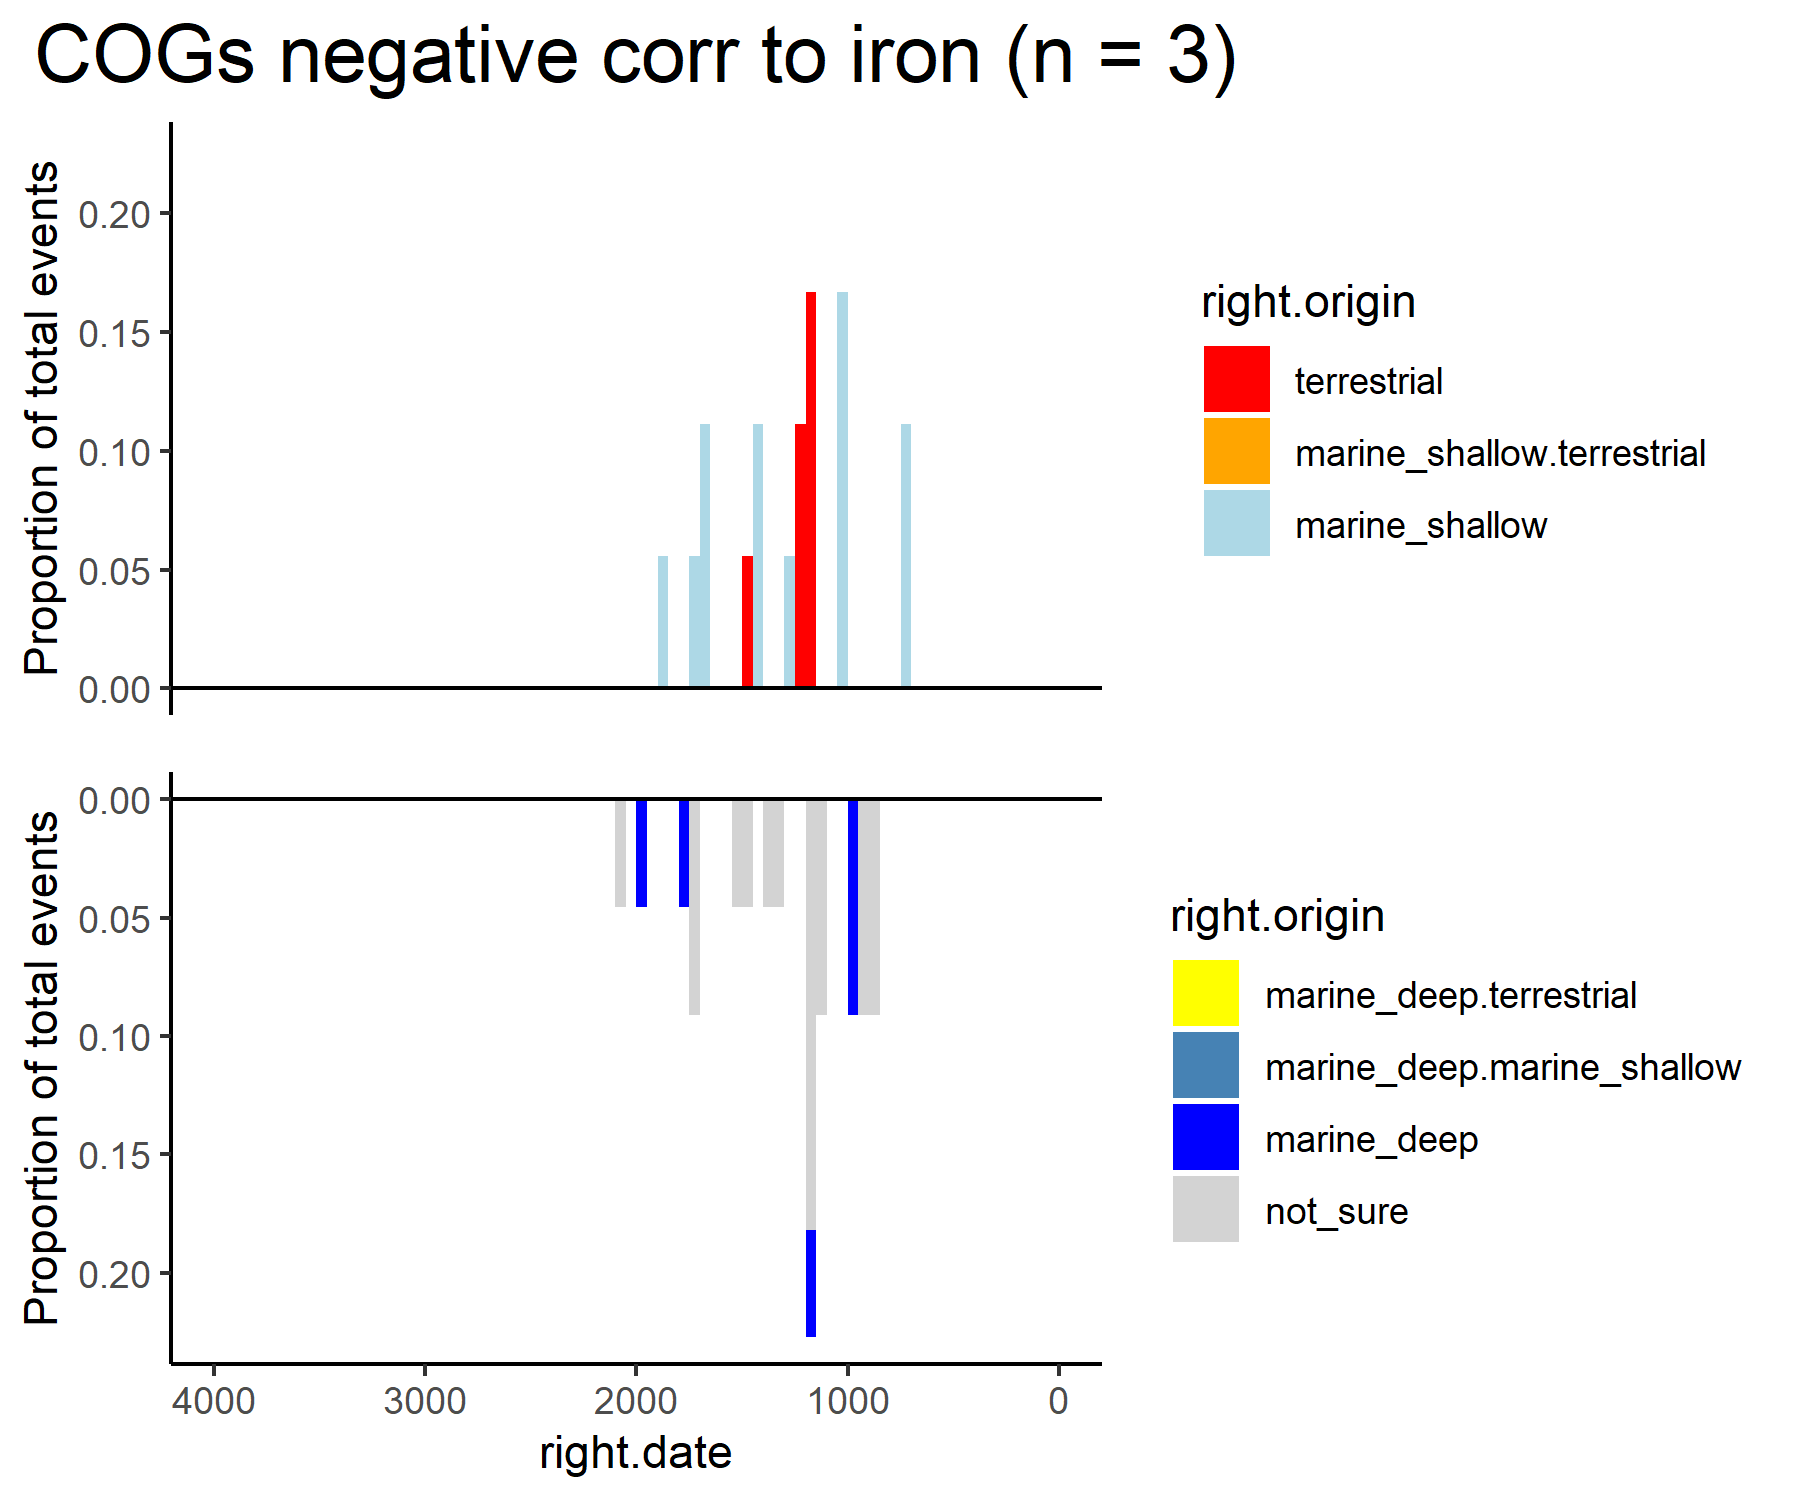 COGs negative corr to iron (n = 3)
Proportion of total events
0.20
0.15
0.10
0.05
0.00
right.origin
terrestrial
marine_shallow.terrestrial
marine_shallow
Proportion of total events
0.00
0.05
0.10
0.15
0.20
right.origin
marine_deep.terrestrial
marine_deep.marine_shallow
marine_deep
not_sure
4000 3000 2000 1000 0
right.date